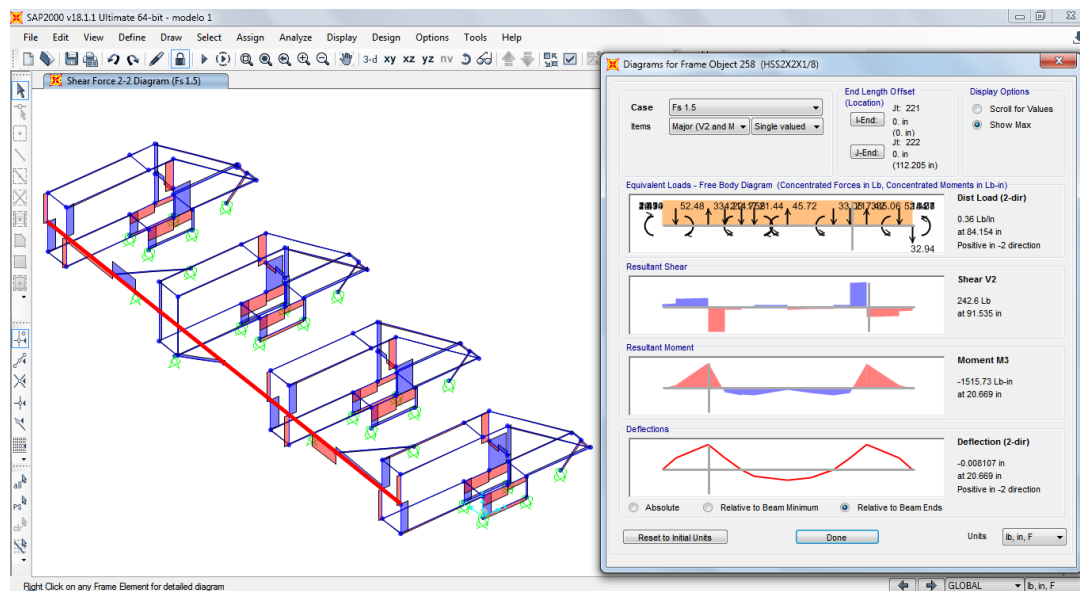 SAP2000 v18.1.1 Ultimate 64-bit - modelo 1
File Edit View Define Draw Select Assign Analyze Display Design Options Tools Help
3-d xy xz yz nv
Shear Force 2-2 Diagram (Fs 1.5)
all
PS
clr
Right Click on any Frame Element for detailed diagram
GLOBAL
lb, in, F
Diagrams for Frame Object 258 (HSS2X2X1/8)
Case Fs 1.5
Items Major (V2 and M Single valued
End Length Offset
(Location)
I-End:
Jt: 221
0. in
(0. in)
J-End:
Jt: 222
0. in
(112.205 in)
Display Options
Scroll for Values
Show Max
Equivalent Loads - Free Body Diagram (Concentrated Forces in Lb, Concentrated Moments in Lb-in)
52.48
45.72
32.94
Dist Load (2-dir)
0.36 Lb/in
at 84.154 in
Positive in -2 direction
Resultant Shear
Shear V2
242.6 Lb
at 91.535 in
Resultant Moment
Moment M3
-1515.73 Lb-in
at 20.669 in
Deflections
Deflection (2-dir)
-0.008107 in
at 20.669 in
Positive in -2 direction
Absolute Relative to Beam Minimum Relative to Beam Ends
Reset to Initial Units Done Units lb, in, F